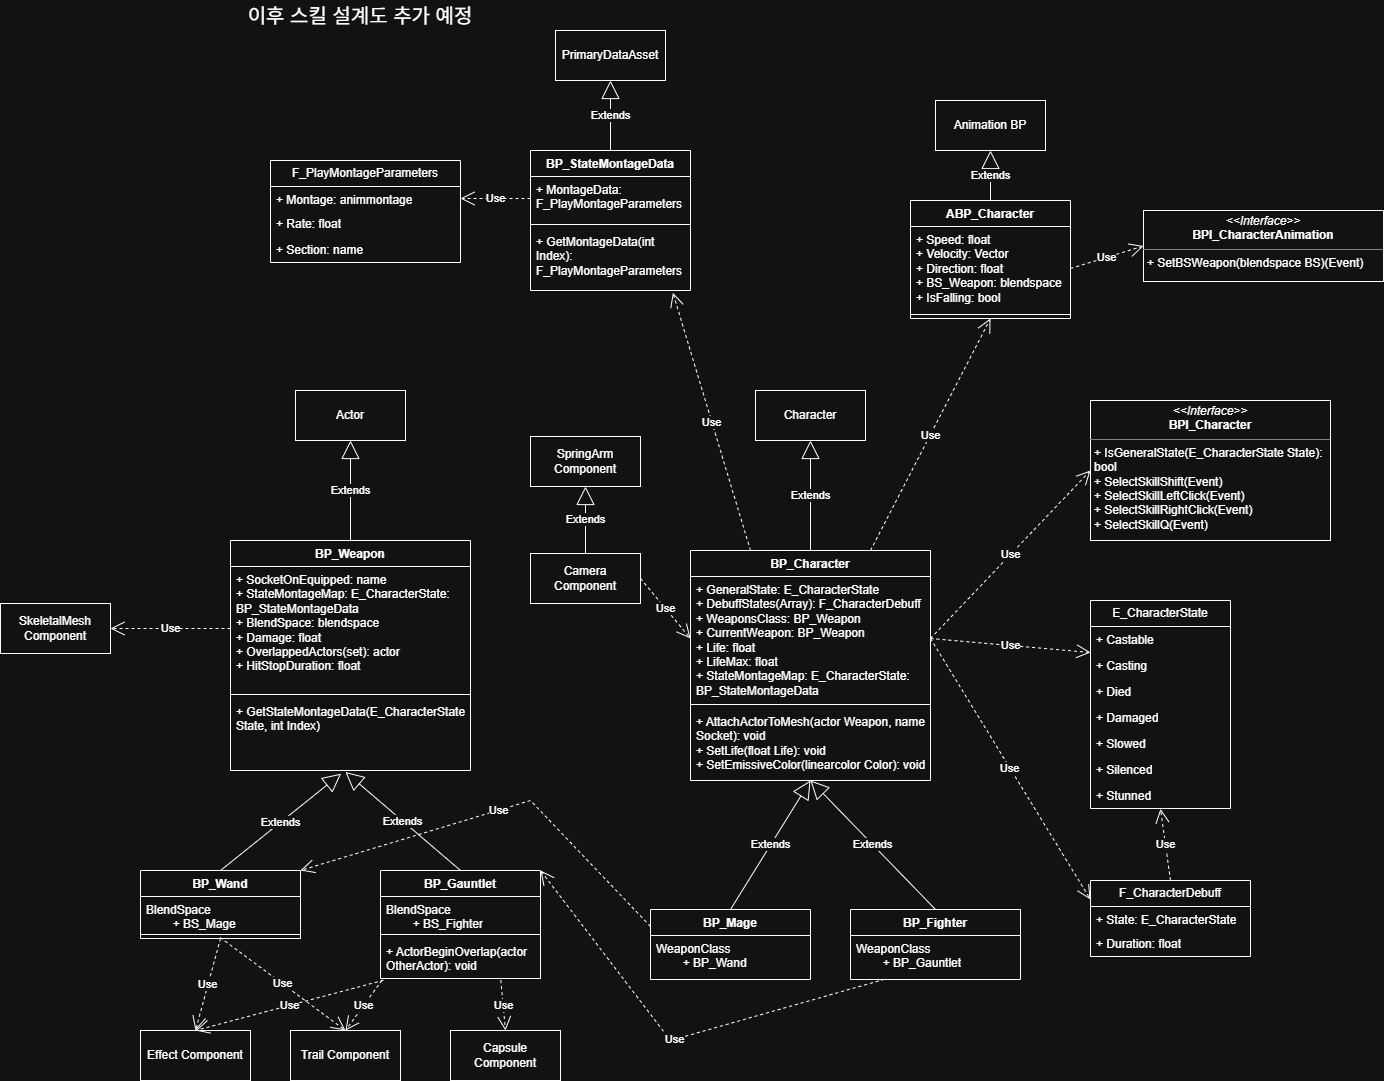 이후 스킬 설계도 추가 예정
PrimaryDataAsset
Extends
BP_StateMontageData
+ MontageData:
F_PlayMontageParameters
+ GetMontageData(int
Index):
F_PlayMontageParameters
Use
F_PlayMontageParameters
+ Montage: animmontage
+ Rate: float
+ Section: name
Animation BP
Extends
ABP_Character
+ Speed: float
+ Velocity: Vector
+ Direction: float
+ BS_Weapon: blendspace
+ IsFalling: bool
Use
<<Interface>>
BPI_CharacterAnimation
+ SetBSWeapon(blendspace BS)(Event)
Use
Use
Actor
Extends
BP_Weapon
+ SocketOnEquipped: name
+ StateMontageMap: E_CharacterState:
BP_StateMontageData
+ BlendSpace: blendspace
+ Damage: float
+ OverlappedActors(set): actor
+ HitStopDuration: float
+ GetStateMontageData(E_CharacterState
State, int Index)
Use
SkeletalMesh
Component
SpringArm
Component
Extends
Camera
Component
Use
Character
Extends
BP_Character
+ GeneralState: E_CharacterState
+ DebuffStates(Array): F_CharacterDebuff
+ WeaponsClass: BP_Weapon
+ CurrentWeapon: BP_Weapon
+ Life: float
+ LifeMax: float
+ StateMontageMap: E_CharacterState:
BP_StateMontageData
+ AttachActorToMesh(actor Weapon, name
Socket): void
+ SetLife(float Life): void
+ SetEmissiveColor(linearcolor Color): void
Use
<<Interface>>
BPI_Character
+ IsGeneralState(E_CharacterState State):
bool
+ SelectSkillShift(Event)
+ SelectSkillLeftClick(Event)
+ SelectSkillRightClick(Event)
+ SelectSkillQ(Event)
Use
E_CharacterState
+ Castable
+ Casting
+ Died
+ Damaged
+ Slowed
+ Silenced
+ Stunned
Use
Use
F_CharacterDebuff
+ State: E_CharacterState
+ Duration: float
Extends
Extends
Use
Extends
Extends
BP_Wand
BlendSpace
+ BS_Mage
BP_Gauntlet
BlendSpace
+ BS_Fighter
+ ActorBeginOverlap(actor
OtherActor): void
BP_Mage
WeaponClass
+ BP_Wand
BP_Fighter
WeaponClass
+ BP_Gauntlet
Use
Use
Use
Use
Use
Use
Effect Component
Trail Component
Capsule
Component